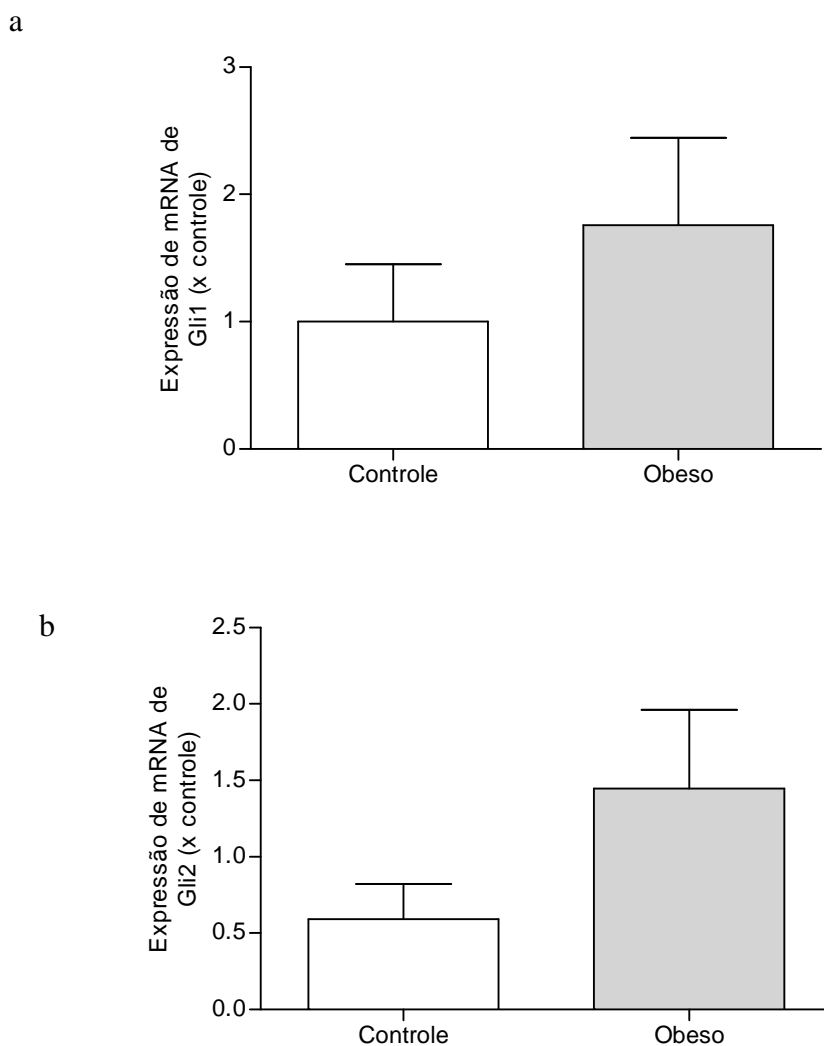 a
Expressão de mRNA de
Gli1 (x controle)
3
2
1
0
Controle Obeso
b
Expressão de mRNA de
Gli2 (x controle)
2.5
2.0
1.5
1.0
0.5
0.0
Controle Obeso